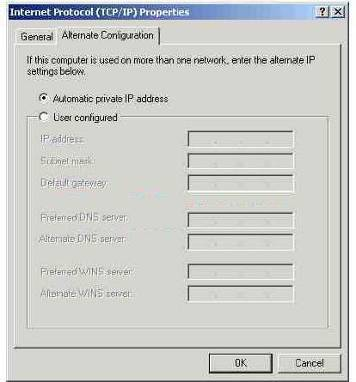 Internet Protocol (TCP/IP) Properties
General Alternate Configuration
If this computer is used on more than one network, enter the alternate IP
settings below.
Automatic private IP address
User configured
IP address:
Subnet mask:
Default gateway:
Preferred DNS server:
Alternate DNS server:
Preferred WINS server:
Alternate WINS server:
OK Cancel